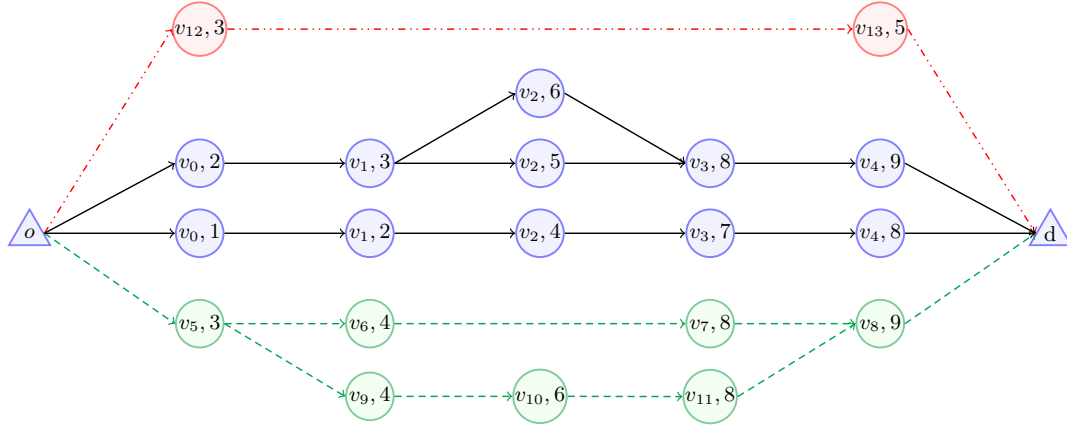 v₁₂, 3
v₁₃, 5
v₂, 6
v₀, 2
v₁, 3
v₂, 5
v₃, 8
v₄, 9
o
v₀, 1
v₁, 2
v₂, 4
v₃, 7
v₄, 8
d
v₅, 3
v₆, 4
v₇, 8
v₈, 9
v₉, 4
v₁₀, 6
v₁₁, 8